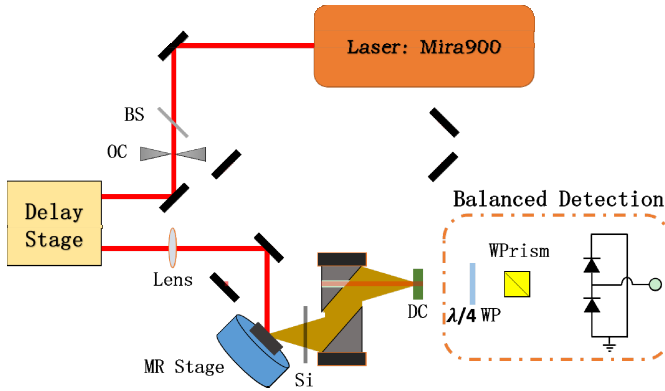 Laser: Mira900
BS
OC
Delay
Stage
Lens
Balanced Detection
WPrism
DC
λ/4 WP
MR Stage
Si